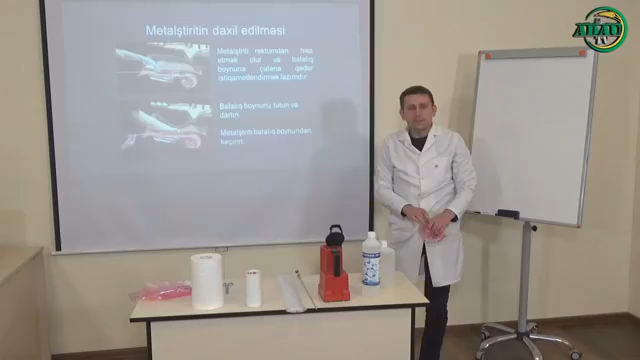 Metalştiritin daxil edilməsi
Metalştiriti rektumdan hiss
etmək olur və balalıq
boynuna çatana qədər
istiqamətləndirmək lazımdır.
Balalıq boynunu tutun və
dartın.
Metalştiriti balalıq boynundan
keçirin.
ADAU